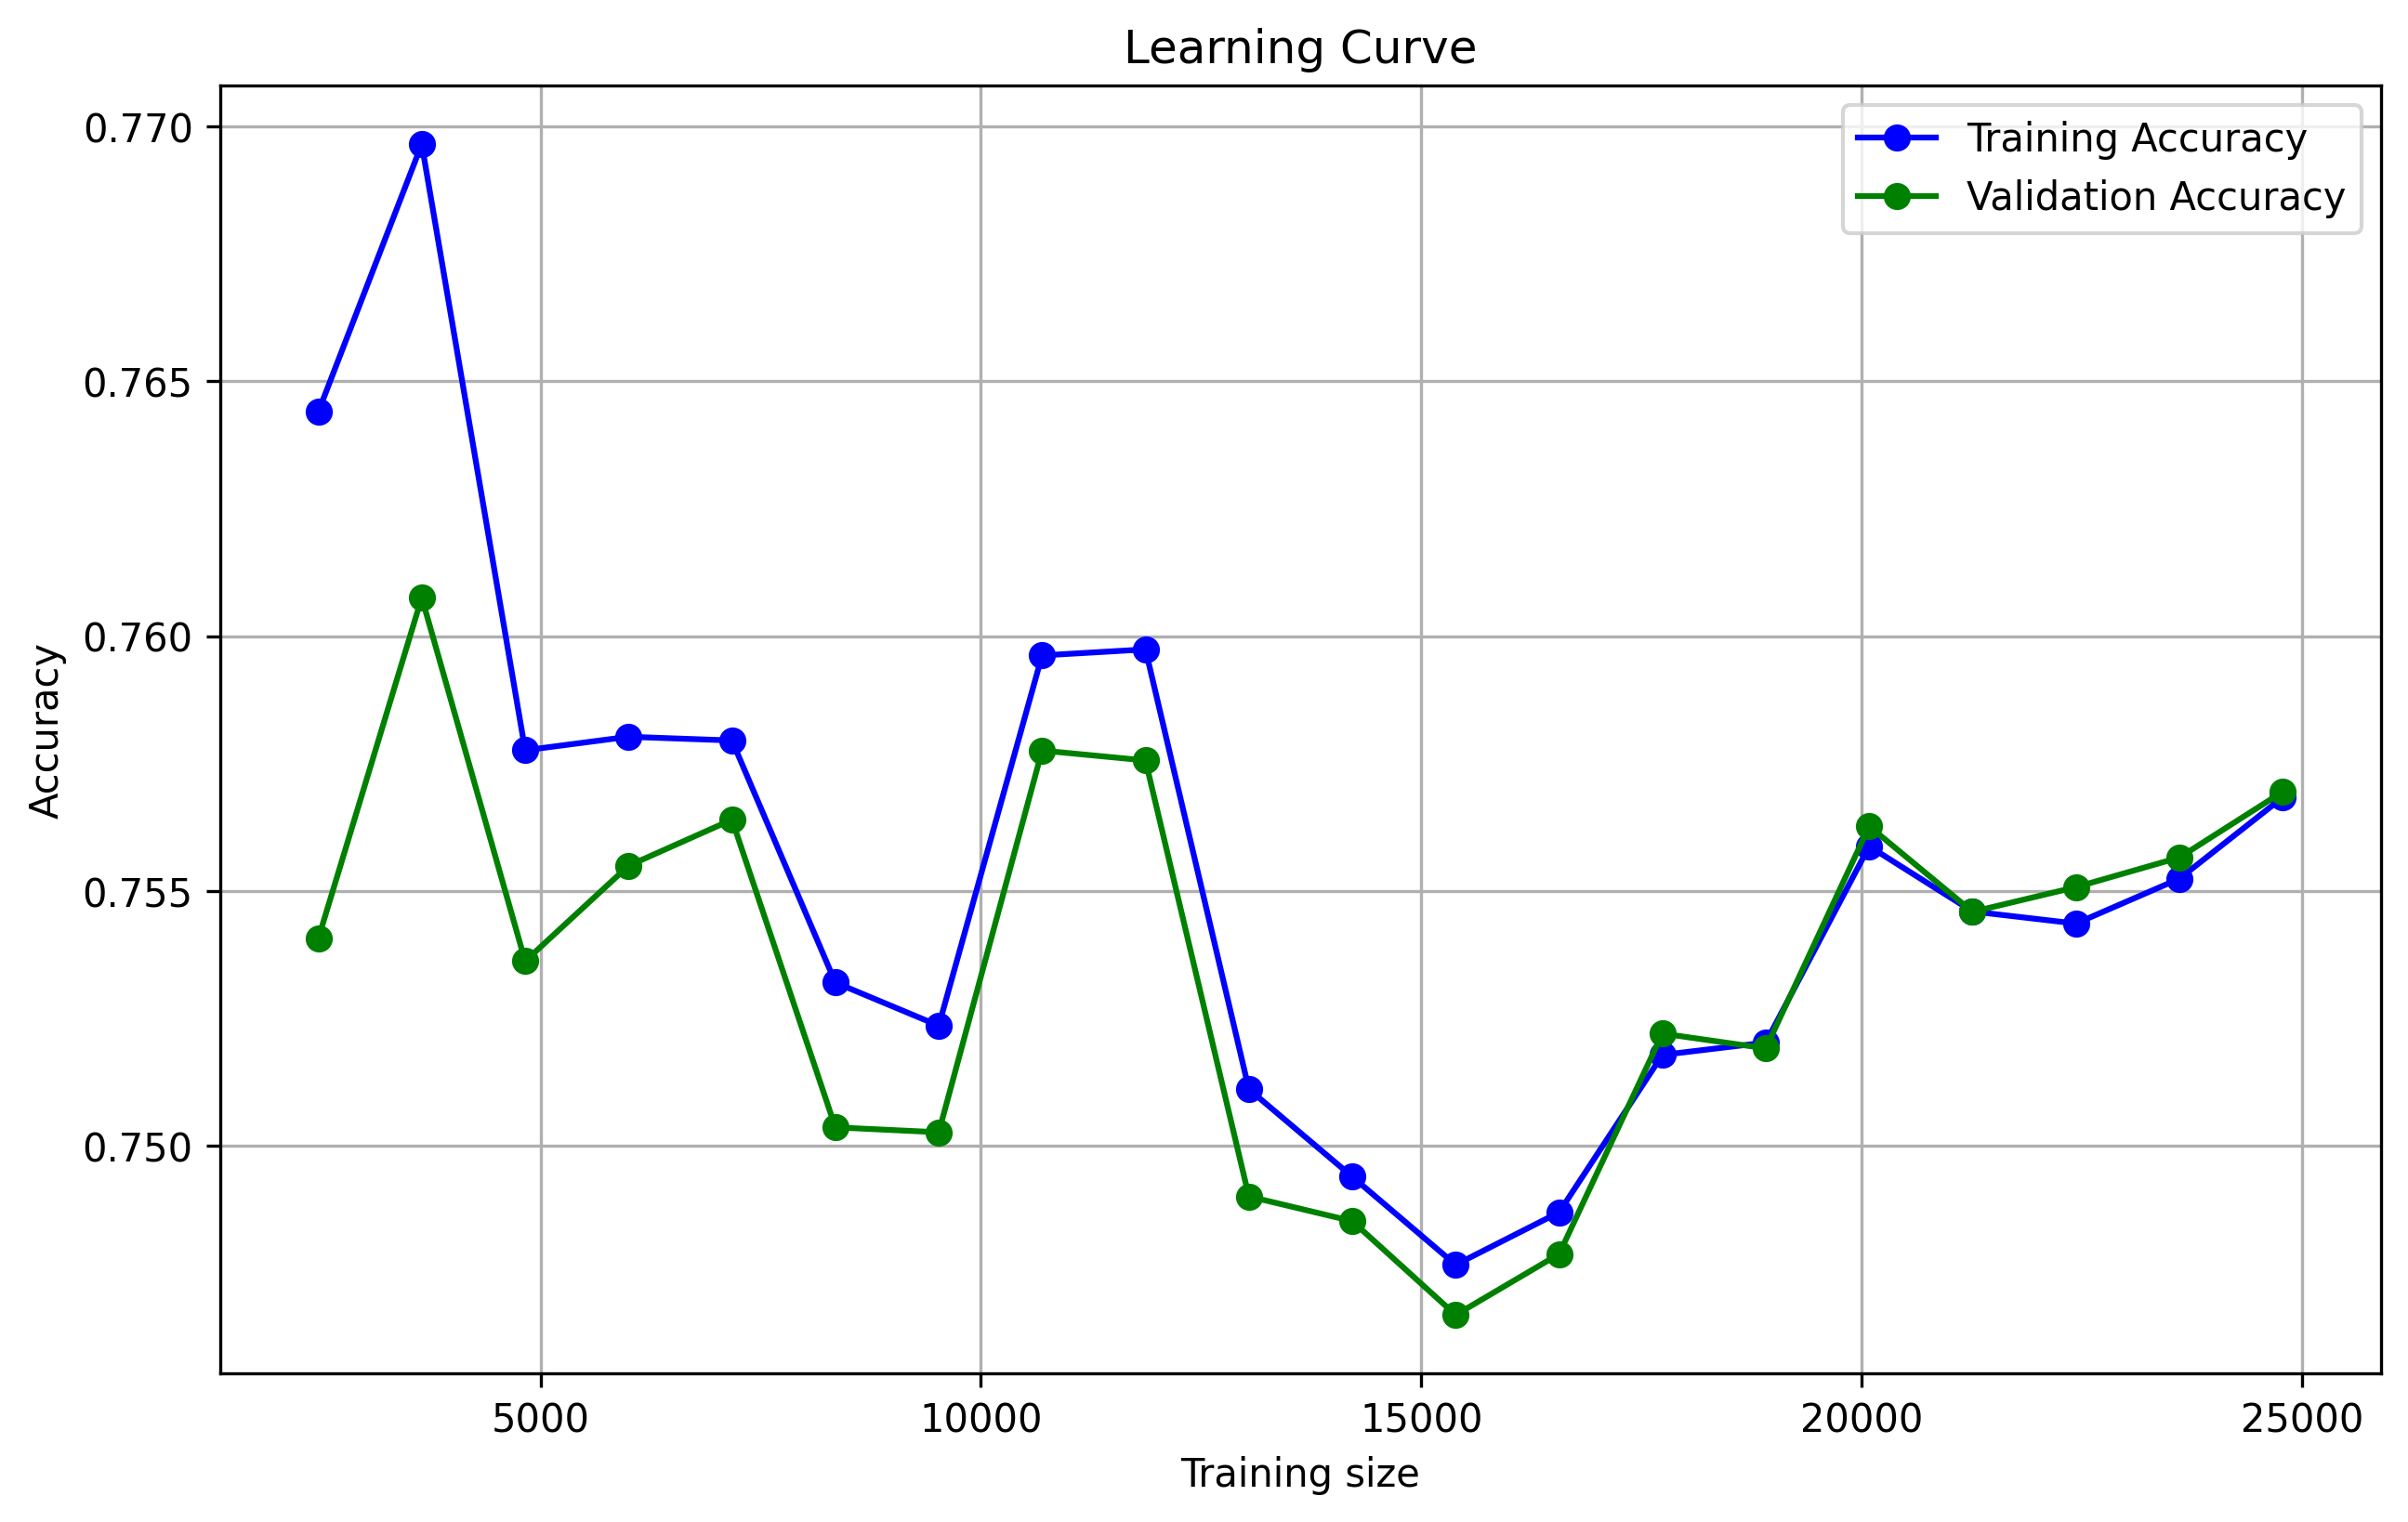 Learning Curve
0.770
0.765
0.760
0.755
0.750
Accuracy
Training Accuracy
Validation Accuracy
5000
10000
15000
20000
25000
Training size